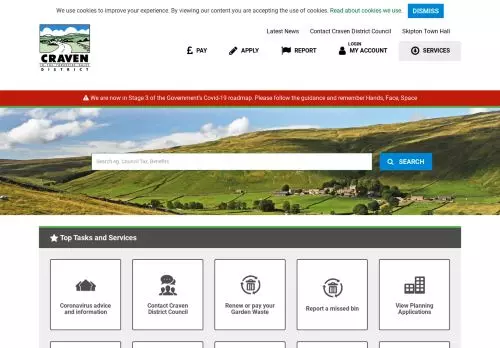 We use cookies to improve your experience. By viewing our content you are accepting the use of cookies. Read about cookies we use. DISMISS
Latest News Contact Craven District Council Skipton Town Hall
CRAVEN
DISTRICT
PAY APPLY REPORT LOGIN MY ACCOUNT SERVICES
We are now in Stage 3 of the Government's Covid-19 roadmap. Please follow the guidance and remember Hands, Face, Space
Search eg. Council Tax, Benefits SEARCH
Top Tasks and Services
Coronavirus advice
and information
Contact Craven
District Council
Renew or pay your
Garden Waste
Report a missed bin
View Planning
Applications